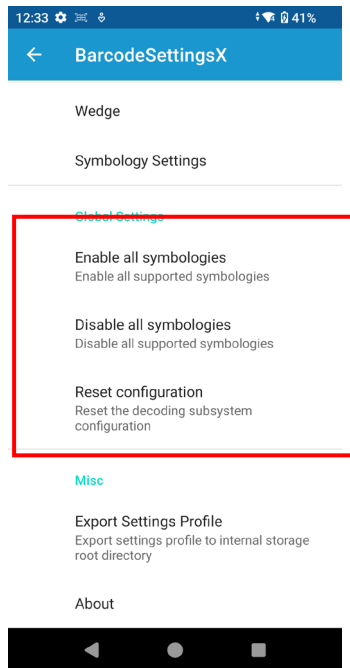 12:33 41%
BarcodeSettingsX
Wedge
Symbology Settings
Global Settings
Enable all symbologies
Enable all supported symbologies
Disable all symbologies
Disable all supported symbologies
Reset configuration
Reset the decoding subsystem
configuration
Misc
Export Settings Profile
Export settings profile to internal storage
root directory
About